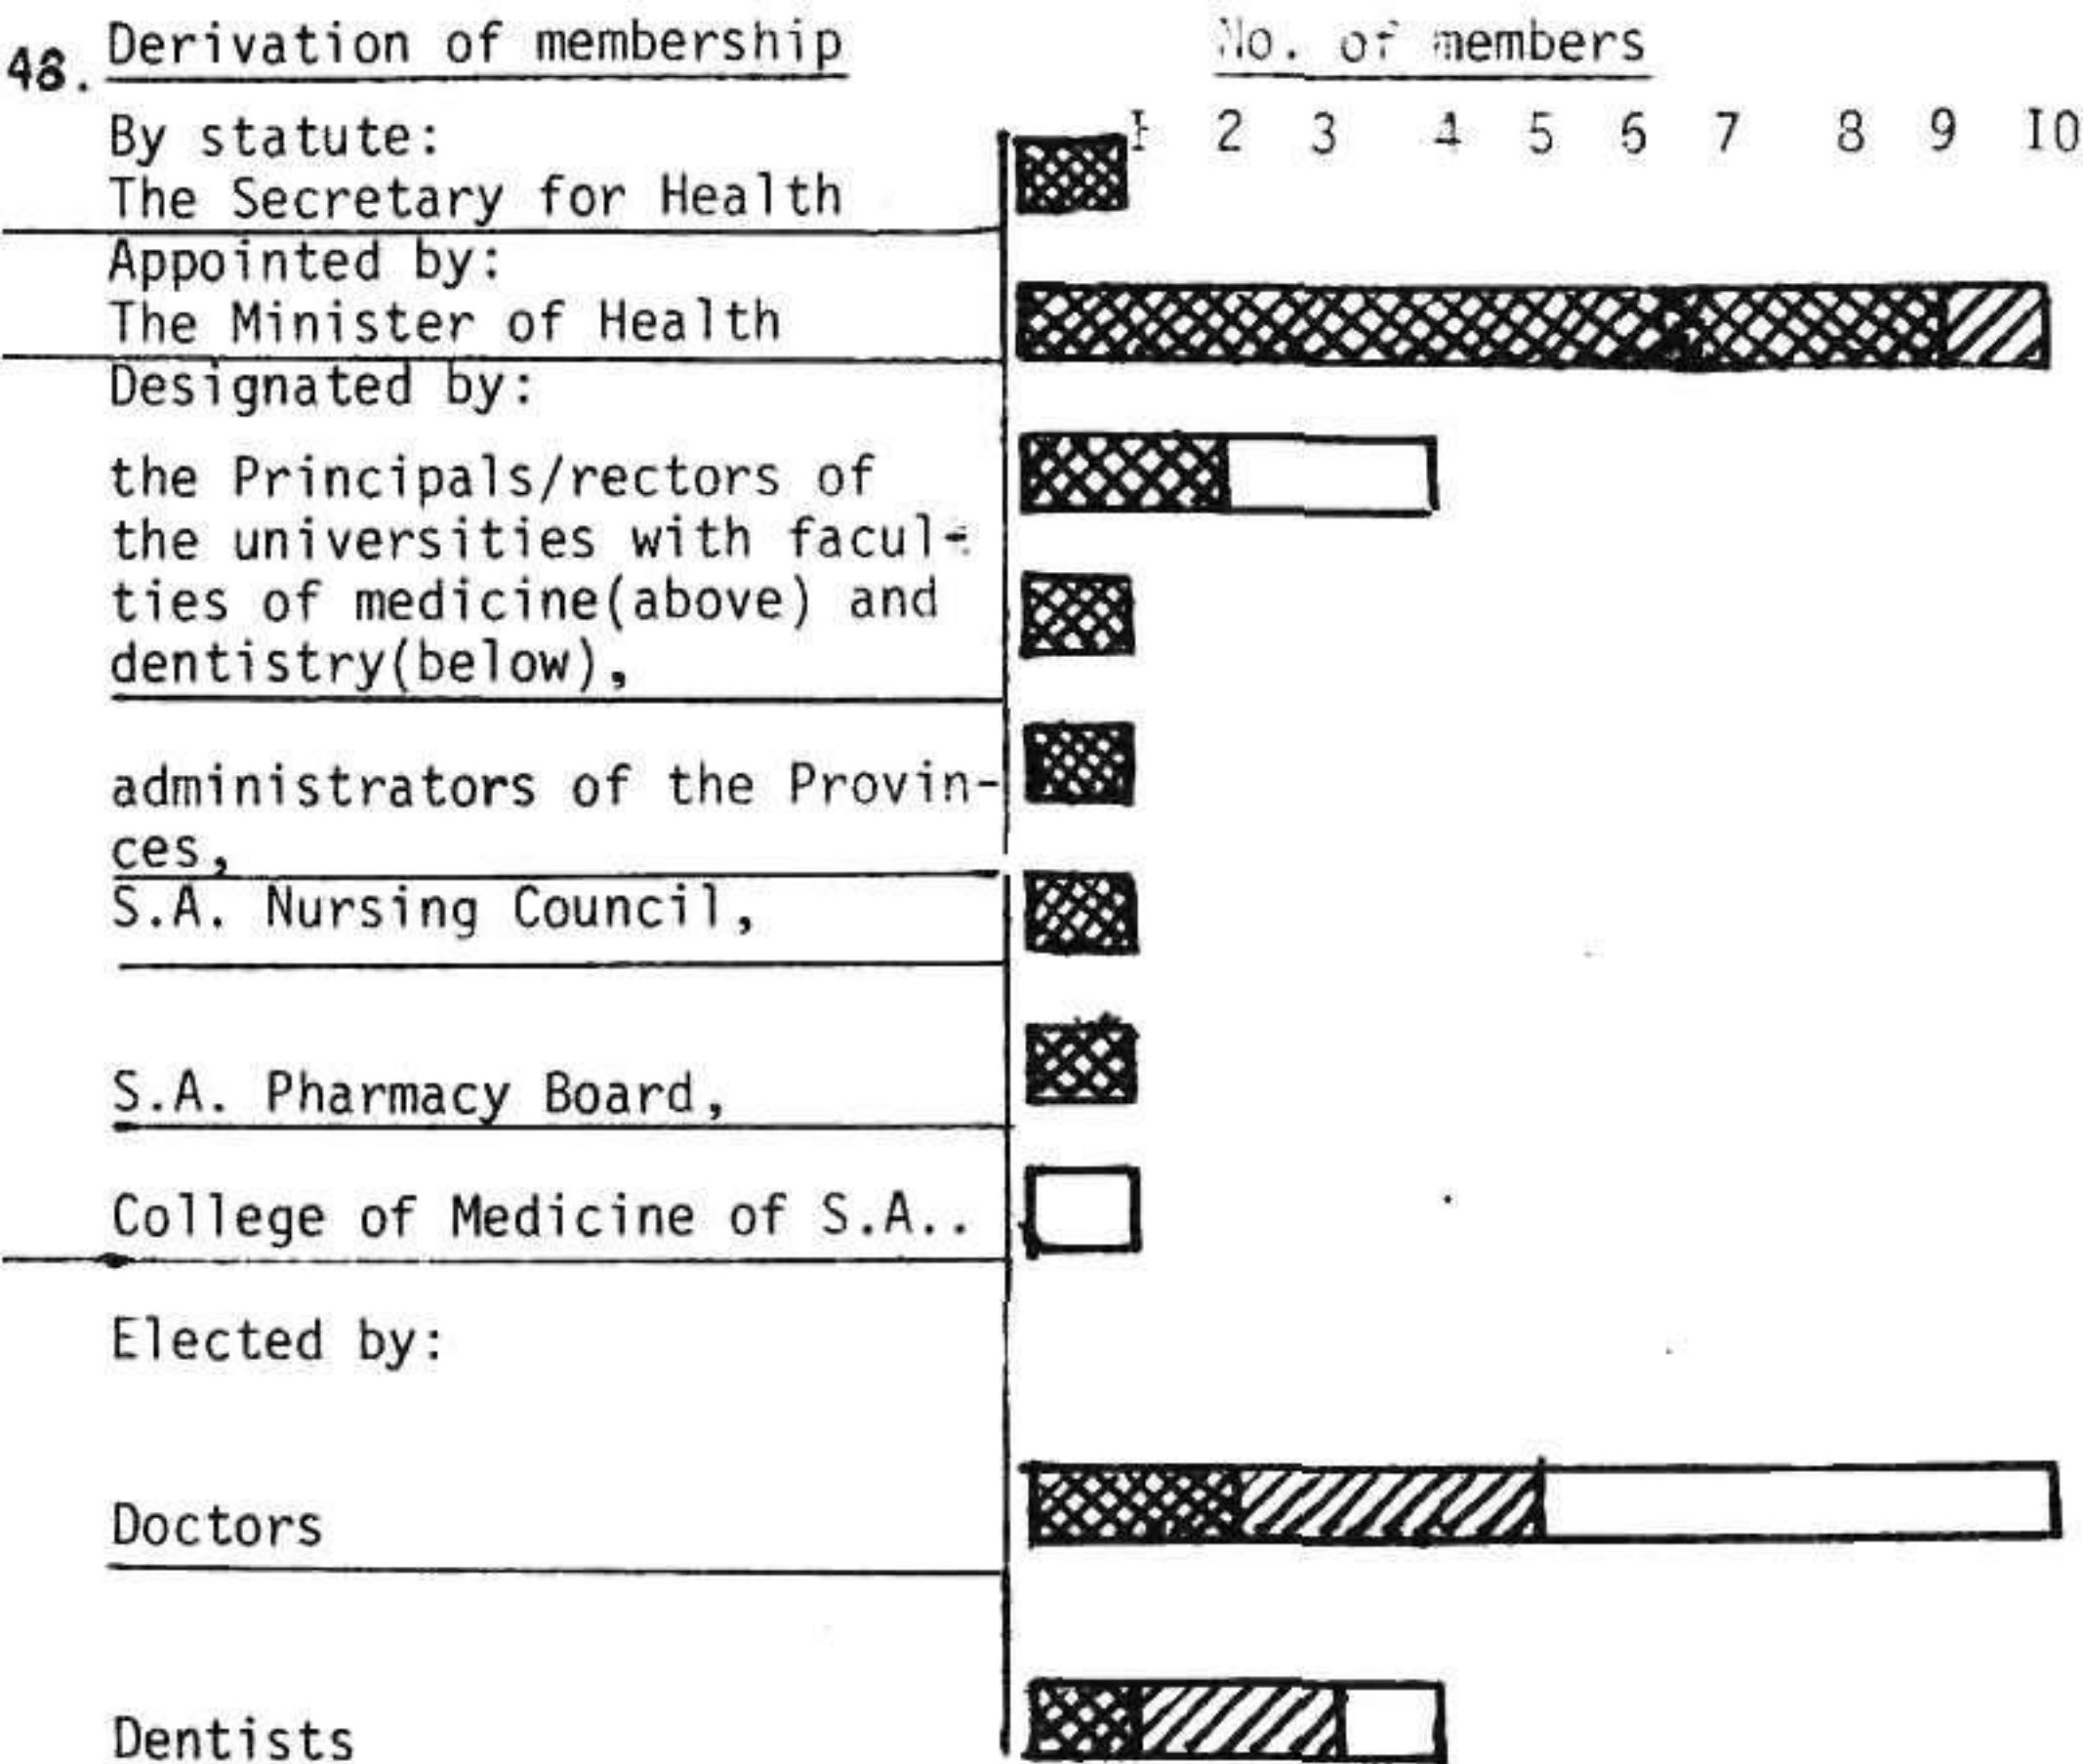 48. Derivation of membership No. of members
By statute: 1 2 3 4 5 6 7 8 9 I0
The Secretary for Health
Appointed by:
The Minister of Health
Designated by:
the Principals/rectors of
the universities with facul-
ties of medicine(above) and
dentistry(below),
administrators of the Provin-
ces,
S.A. Nursing Council,
S.A. Pharmacy Board,
College of Medicine of S.A..
Elected by:
Doctors
Dentists